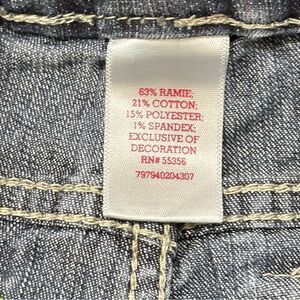 63% RAMIE;
21% COTTON;
15% POLYESTER;
1% SPANDEX;
EXCLUSIVE OF
DECORATION
RN# 55356
797940204307